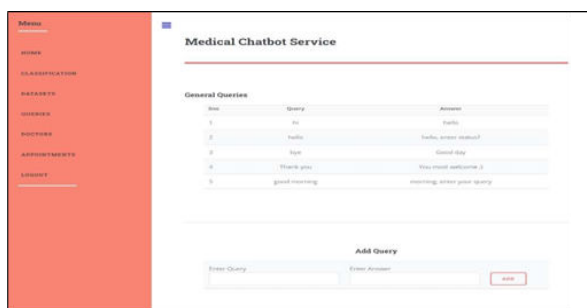 Menu
HOME
CLASSIFICATION
DATASETS
QUERIES
DOCTORS
APPOINTMENTS
LOGOUT
Medical Chatbot Service
General Queries
Sno Query Answer
1 hi hello
2 hello hello, enter status?
3 bye Good day
4 Thank you You most welcome :)
5 good morning morning, enter your query
Add Query
Enter Query Enter Answer
ADD